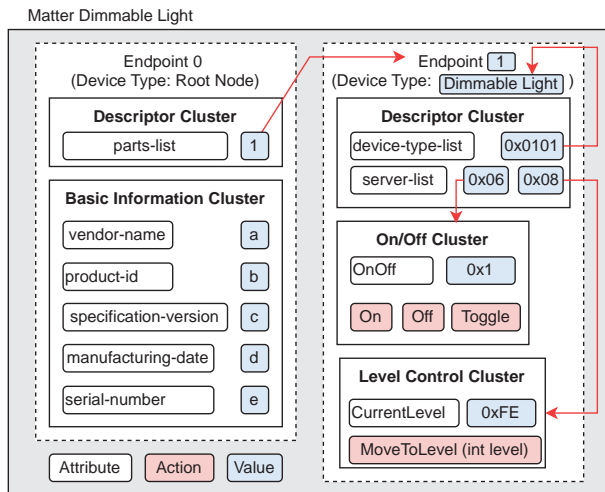 Matter Dimmable Light
Endpoint 0
(Device Type: Root Node)
Descriptor Cluster
parts-list 1
Basic Information Cluster
vendor-name a
product-id b
specification-version c
manufacturing-date d
serial-number e
Endpoint 1
(Device Type: Dimmable Light )
Descriptor Cluster
device-type-list 0x0101
server-list 0x06 0x08
On/Off Cluster
OnOff 0x1
On Off Toggle
Level Control Cluster
CurrentLevel 0xFE
MoveToLevel (int level)
Attribute Action Value